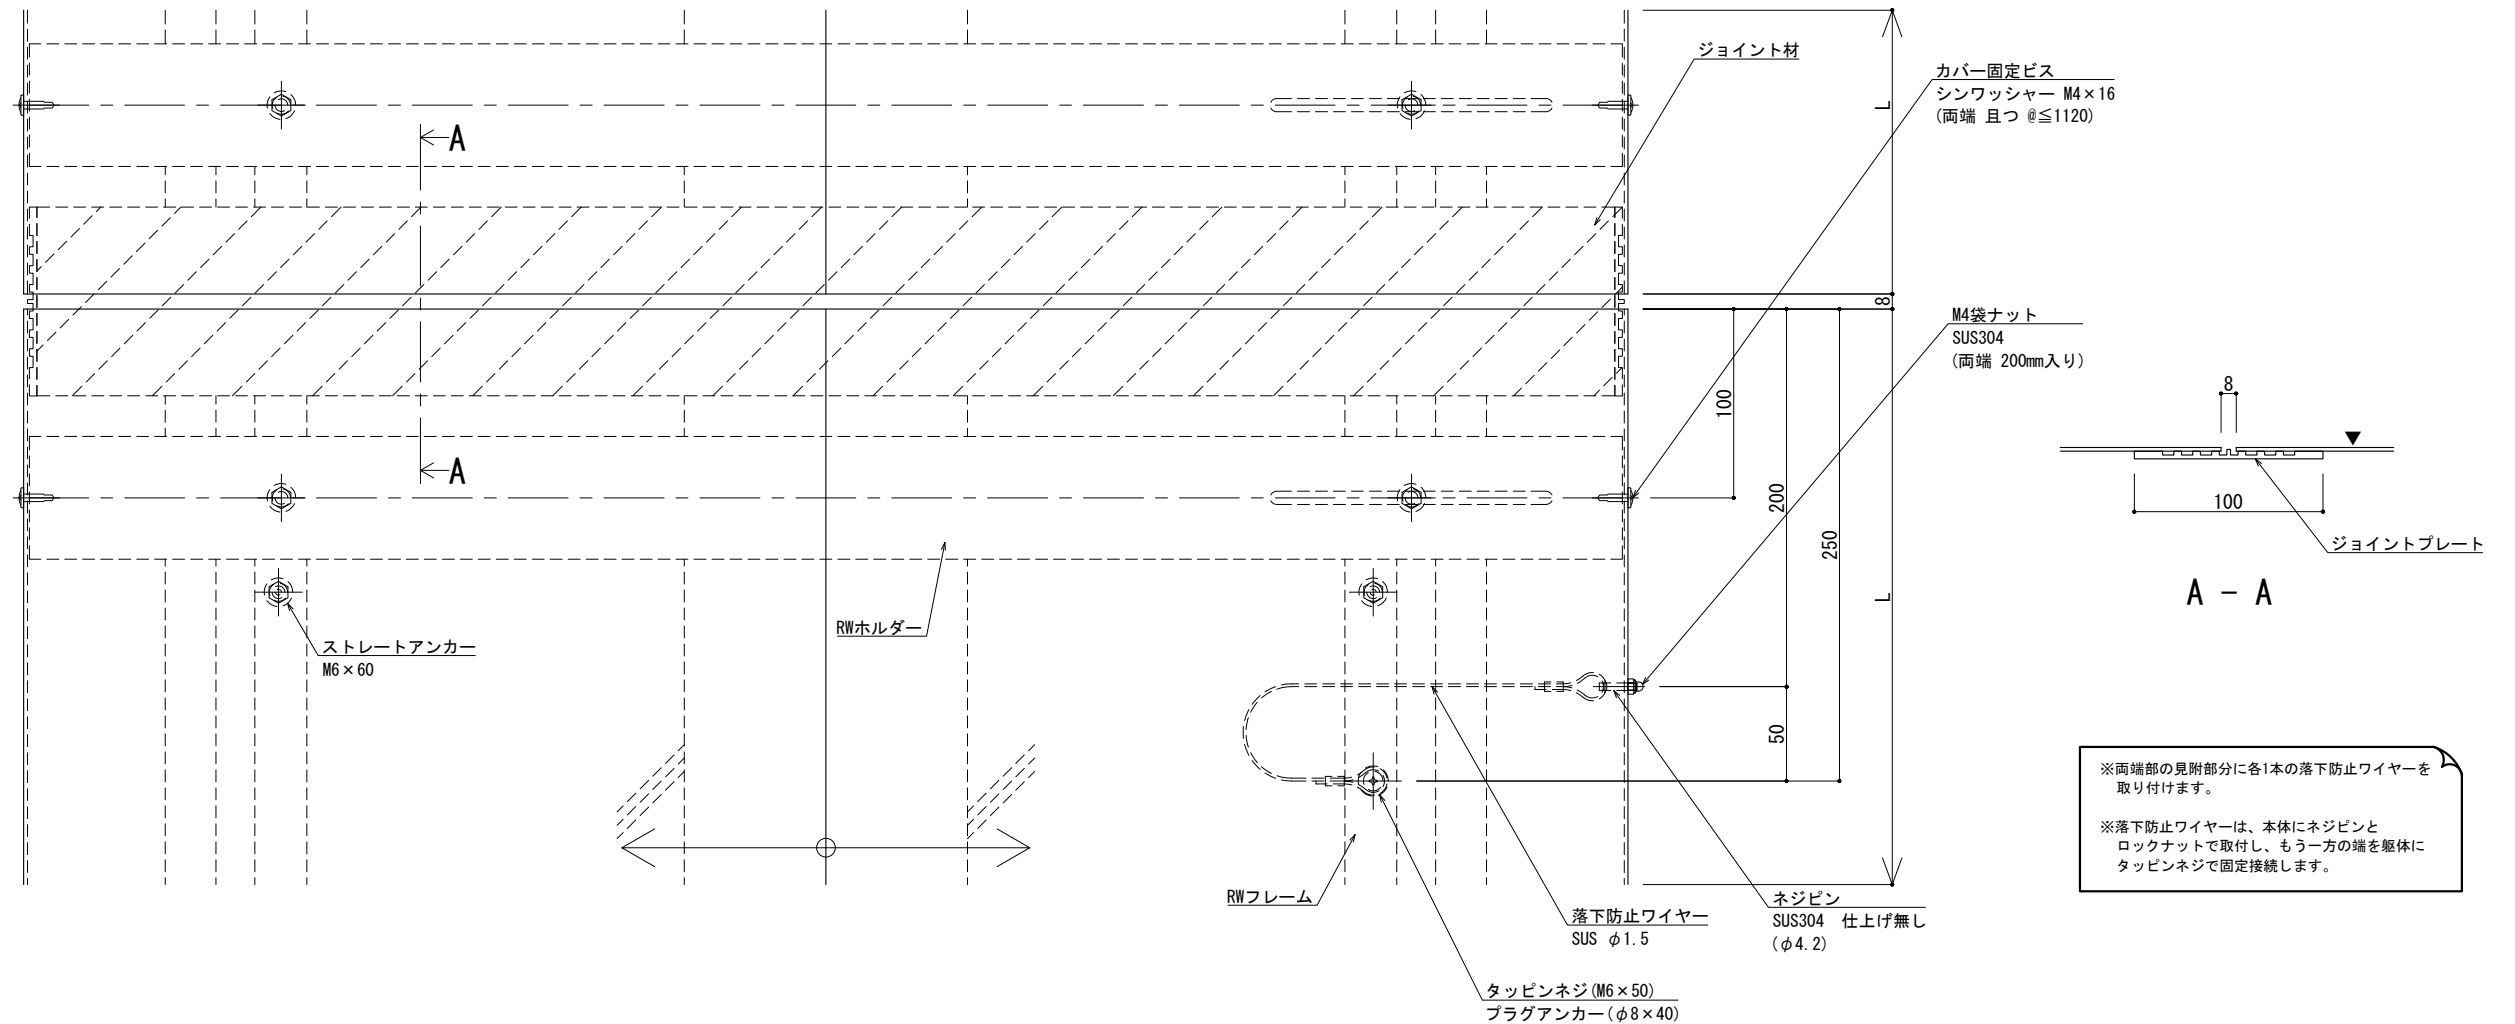 ジョイント材
カバー固定ビス
シンワッシャー M4×16
(両端 且つ @≦1120)
L
A
8
M4袋ナット
SUS304
(両端 200mm入り)
8
100
100
ジョイントプレート
A
200
250
A - A
L
RWホルダー
ストレートアンカー
M6×60
50
※両端部の見附部分に各1本の落下防止ワイヤーを
取り付けます。
※落下防止ワイヤーは、本体にネジピンと
ロックナットで取付し、もう一方の端を躯体に
タッピンネジで固定接続します。
RWフレーム
ネジピン
SUS304 仕上げ無し
(φ4.2)
落下防止ワイヤー
SUS φ1.5
タッピンネジ(M6×50)
プラグアンカー(φ8×40)